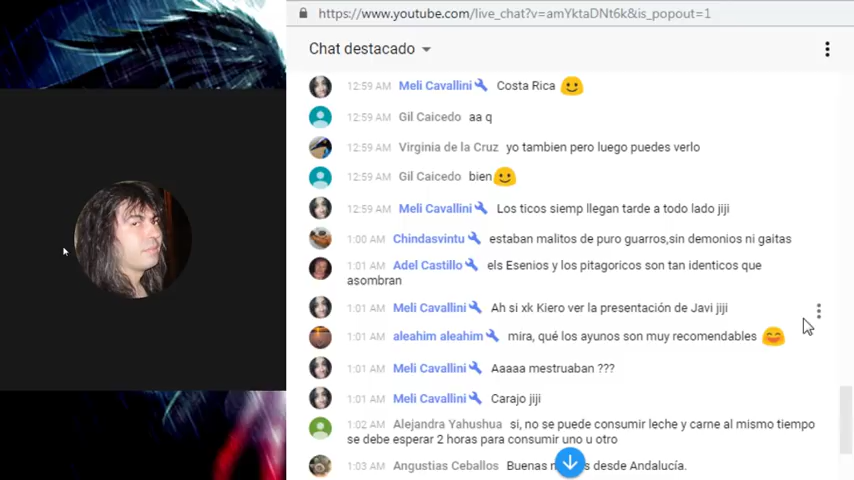 https://www.youtube.com/live_chat?v=amYktaDNt6k&is_popout=1
Chat destacado
12:59 AM Meli Cavallini Costa Rica
12:59 AM Gil Caicedo aa q
12:59 AM Virginia de la Cruz yo tambien pero luego puedes verlo
12:59 AM Gil Caicedo bien
12:59 AM Meli Cavallini Los ticos siemp llegan tarde a todo lado jiji
1:00 AM Chindasvintu estaban malitos de puro guarros,sin demonios ni gaitas
1:01 AM Adel Castillo els Esenios y los pitagoricos son tan identicos que
asombran
1:01 AM Meli Cavallini Ah si xk Kiero ver la presentación de Javi jiji
1:01 AM aleahim aleahim mira, qué los ayunos son muy recomendables
1:01 AM Meli Cavallini Aaaaa mestruaban ???
1:01 AM Meli Cavallini Carajo jiji
1:02 AM Alejandra Yahushua si, no se puede consumir leche y carne al mismo tiempo
se debe esperar 2 horas para consumir uno u otro
1:03 AM Angustias Ceballos Buenas desde Andalucía.